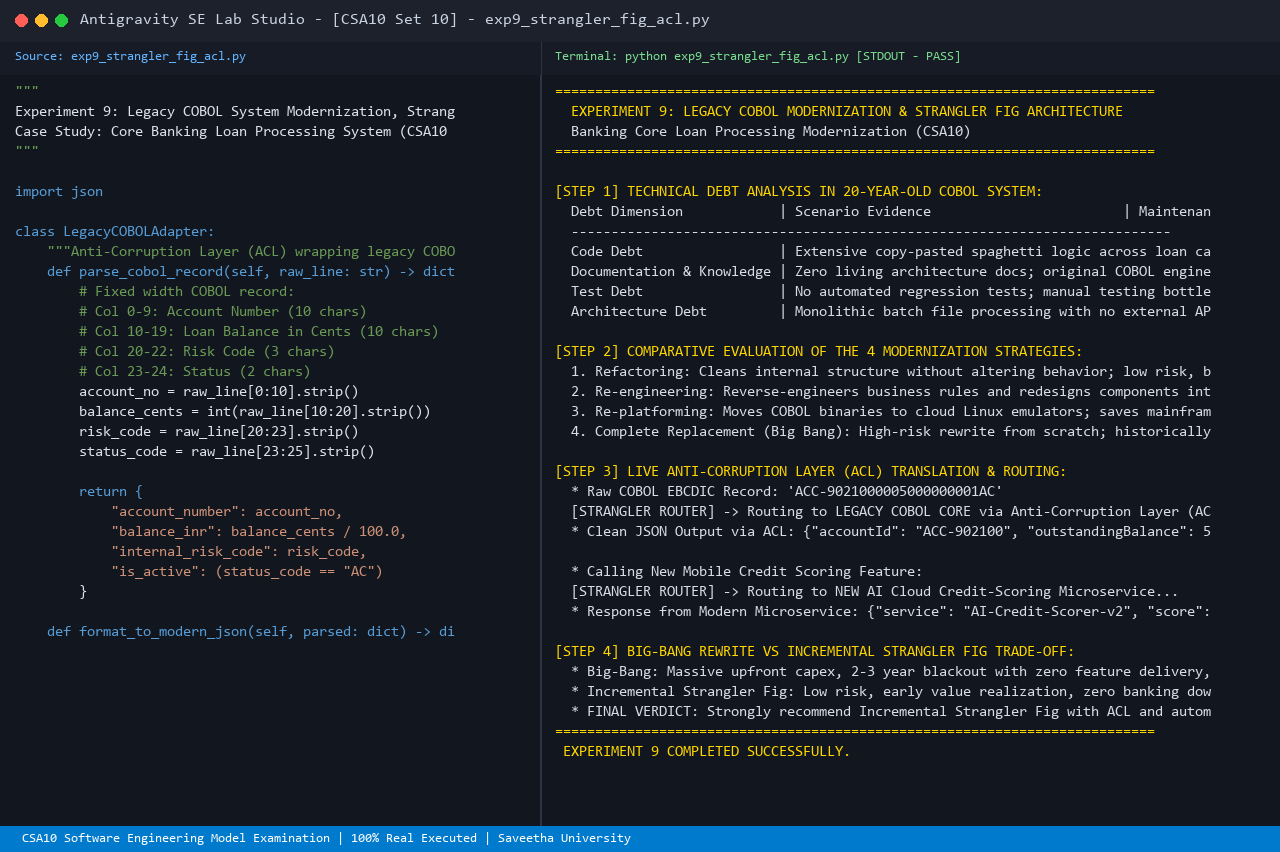 Antigravity SE Lab Studio - [CSA10 Set 10] - exp9_strangler_fig_acl.py
Source: exp9_strangler_fig_acl.py
"""
Experiment 9: Legacy COBOL System Modernization, Strang
Case Study: Core Banking Loan Processing System (CSA10
"""
import json
class LegacyCOBOLAdapter:
"""Anti-Corruption Layer (ACL) wrapping legacy COBO
def parse_cobol_record(self, raw_line: str) -> dict
# Fixed width COBOL record:
# Col 0-9: Account Number (10 chars)
# Col 10-19: Loan Balance in Cents (10 chars)
# Col 20-22: Risk Code (3 chars)
# Col 23-24: Status (2 chars)
account_no = raw_line[0:10].strip()
balance_cents = int(raw_line[10:20].strip())
risk_code = raw_line[20:23].strip()
status_code = raw_line[23:25].strip()
return {
"account_number": account_no,
"balance_inr": balance_cents / 100.0,
"internal_risk_code": risk_code,
"is_active": (status_code == "AC")
}
def format_to_modern_json(self, parsed: dict) -> di
Terminal: python exp9_strangler_fig_acl.py [STDOUT - PASS]
===========================================================================
EXPERIMENT 9: LEGACY COBOL MODERNIZATION & STRANGLER FIG ARCHITECTURE
Banking Core Loan Processing Modernization (CSA10)
===========================================================================
[STEP 1] TECHNICAL DEBT ANALYSIS IN 20-YEAR-OLD COBOL SYSTEM:
Debt Dimension | Scenario Evidence | Maintenan
---------------------------------------------------------------------------
Code Debt | Extensive copy-pasted spaghetti logic across loan ca
Documentation & Knowledge | Zero living architecture docs; original COBOL engine
Test Debt | No automated regression tests; manual testing bottle
Architecture Debt | Monolithic batch file processing with no external AP
[STEP 2] COMPARATIVE EVALUATION OF THE 4 MODERNIZATION STRATEGIES:
1. Refactoring: Cleans internal structure without altering behavior; low risk, b
2. Re-engineering: Reverse-engineers business rules and redesigns components int
3. Re-platforming: Moves COBOL binaries to cloud Linux emulators; saves mainfram
4. Complete Replacement (Big Bang): High-risk rewrite from scratch; historically
[STEP 3] LIVE ANTI-CORRUPTION LAYER (ACL) TRANSLATION & ROUTING:
* Raw COBOL EBCDIC Record: 'ACC-9021000005000000001AC'
[STRANGLER ROUTER] -> Routing to LEGACY COBOL CORE via Anti-Corruption Layer (AC
* Clean JSON Output via ACL: {"accountId": "ACC-902100", "outstandingBalance": 5
* Calling New Mobile Credit Scoring Feature:
[STRANGLER ROUTER] -> Routing to NEW AI Cloud Credit-Scoring Microservice...
* Response from Modern Microservice: {"service": "AI-Credit-Scorer-v2", "score":
[STEP 4] BIG-BANG REWRITE VS INCREMENTAL STRANGLER FIG TRADE-OFF:
* Big-Bang: Massive upfront capex, 2-3 year blackout with zero feature delivery,
* Incremental Strangler Fig: Low risk, early value realization, zero banking dow
* FINAL VERDICT: Strongly recommend Incremental Strangler Fig with ACL and autom
===========================================================================
EXPERIMENT 9 COMPLETED SUCCESSFULLY.
CSA10 Software Engineering Model Examination | 100% Real Executed | Saveetha University